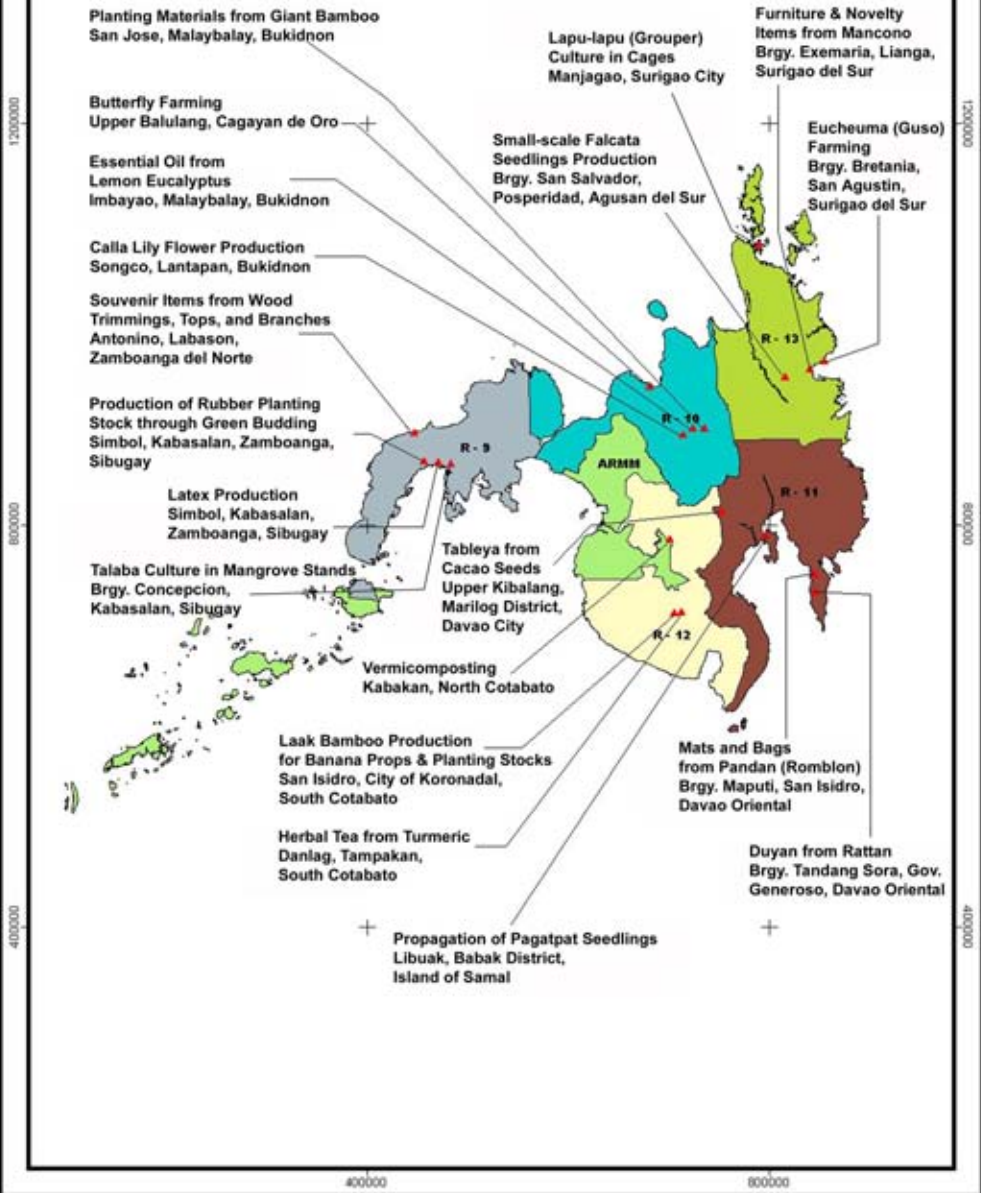 Planting Materials from Giant Bamboo
San Jose, Malaybalay, Bukidnon
Butterfly Farming
Upper Balulang, Cagayan de Oro
Essential Oil from
Lemon Eucalyptus
Imbayao, Malaybalay, Bukidnon
Calla Lily Flower Production
Songco, Lantapan, Bukidnon
Souvenir Items from Wood
Trimmings, Tops, and Branches
Antonino, Labason,
Zamboanga del Norte
Production of Rubber Planting
Stock through Green Budding
Simbol, Kabasalan, Zamboanga,
Sibugay
Latex Production
Simbol, Kabasalan,
Zamboanga, Sibugay
Talaba Culture in Mangrove Stands
Brgy. Concepcion,
Kabasalan, Sibugay
Lapu-lapu (Grouper)
Culture in Cages
Manjagao, Surigao City
Furniture & Novelty
Items from Mancono
Brgy. Exemaria, Lianga,
Surigao del Sur
Small-scale Falcata
Seedlings Production
Brgy. San Salvador,
Posperidad, Agusan del Sur
Eucheuma (Guso)
Farming
Brgy. Bretania,
San Agustin,
Surigao del Sur
R - 13
R - 10
R - 9
ARMM
R - 11
R - 12
Tableya from
Cacao Seeds
Upper Kibalang,
Marilog District,
Davao City
Vermicomposting
Kabakan, North Cotabato
Laak Bamboo Production
for Banana Props & Planting Stocks
San Isidro, City of Koronadal,
South Cotabato
Herbal Tea from Turmeric
Danlag, Tampakan,
South Cotabato
Propagation of Pagatpat Seedlings
Libuak, Babak District,
Island of Samal
Mats and Bags
from Pandan (Romblon)
Brgy. Maputi, San Isidro,
Davao Oriental
Duyan from Rattan
Brgy. Tandang Sora, Gov.
Generoso, Davao Oriental
1200000
800000
400000
1200000
800000
400000
400000
800000